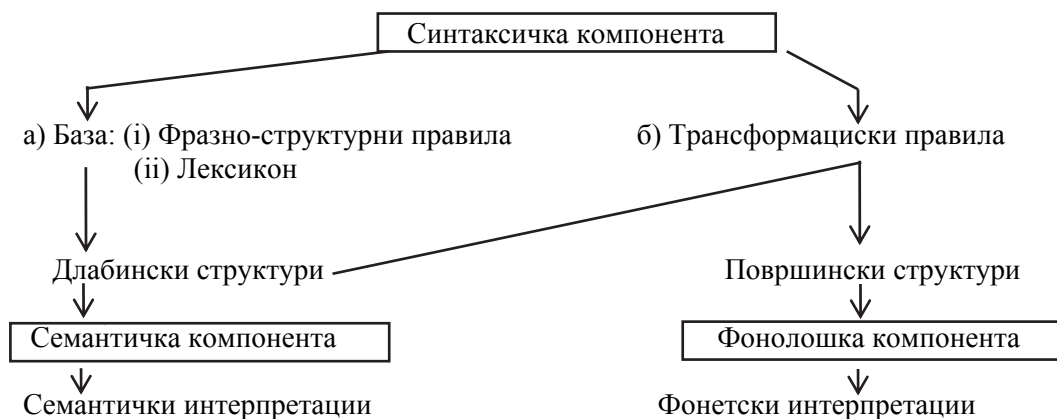 Синтаксичка компонента
а) База: (i) Фразно-структурни правила
(ii) Лексикон
б) Трансформациски правила
Длабински структури
Површински структури
Семантичка компонента
Фонолошка компонента
Семантички интерпретации
Фонетски интерпретации